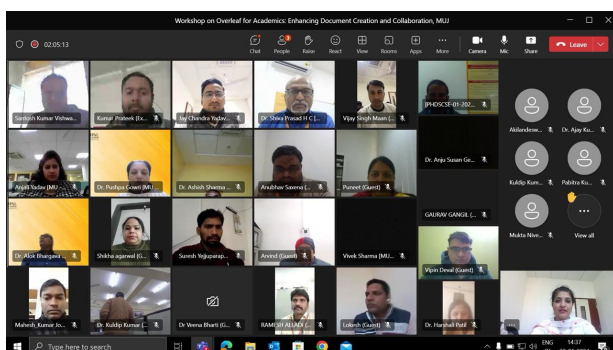 Workshop on Overleaf for Academics: Enhancing Document Creation and Collaboration, MUJ
02:05:13
Chat
3
People
Raise
React
View
Rooms
Apps
More
Camera
Mic
Share
Leave
Santosh Kumar Vishwa...
Kumar Prateek (Ex...
Jay Chandra Yadav...
Dr. Shiva Prasad H C [...
Vijay Singh Maan (...
JPHDSCSE-01-202...
Akilandesw...
Dr. Ajay Ku...
Anjali Yadav [MU...
Dr. Pushpa Gowri [MU...
Dr. Ashish Sharma ...
Anubhav Saxena (...
Puneet (Guest)
Dr. Anju Susan Ge...
Kuldip Kum...
Pabitra Ku...
Dr. Alok Bhargava ...
Shikha agarwal (G...
Suresh Yejjuparap...
Arvind (Guest)
Vivek Sharma [MU...
GAURAV GANGIL (...
Mukta Nive...
View all
Vipin Deval (Guest)
Mahesh_Kumar Jo...
Dr. Kuldip Kumar (...
Dr Veena Bharti (G...
RAMESH ALLADI (...
Lokesh (Guest)
Dr. Harshali Patil
Type here to search
ENG
14:37